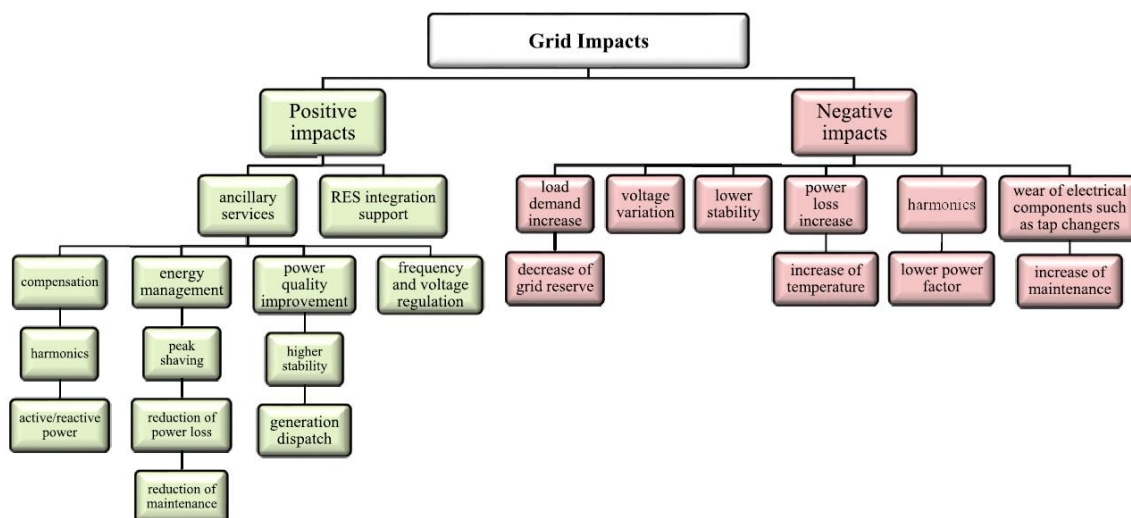 Grid Impacts
Positive
impacts
Negative
impacts
ancillary
services
RES integration
support
load
demand
increase
voltage
variation
lower
stability
power
loss
increase
harmonics
wear of electrical
components such
as tap changers
compensation
energy
management
power
quality
improvement
frequency
and voltage
regulation
decrease of
grid reserve
increase of
temperature
lower power
factor
increase of
maintenance
harmonics
peak
shaving
higher
stability
active/reactive
power
reduction of
power loss
generation
dispatch
reduction of
maintenance